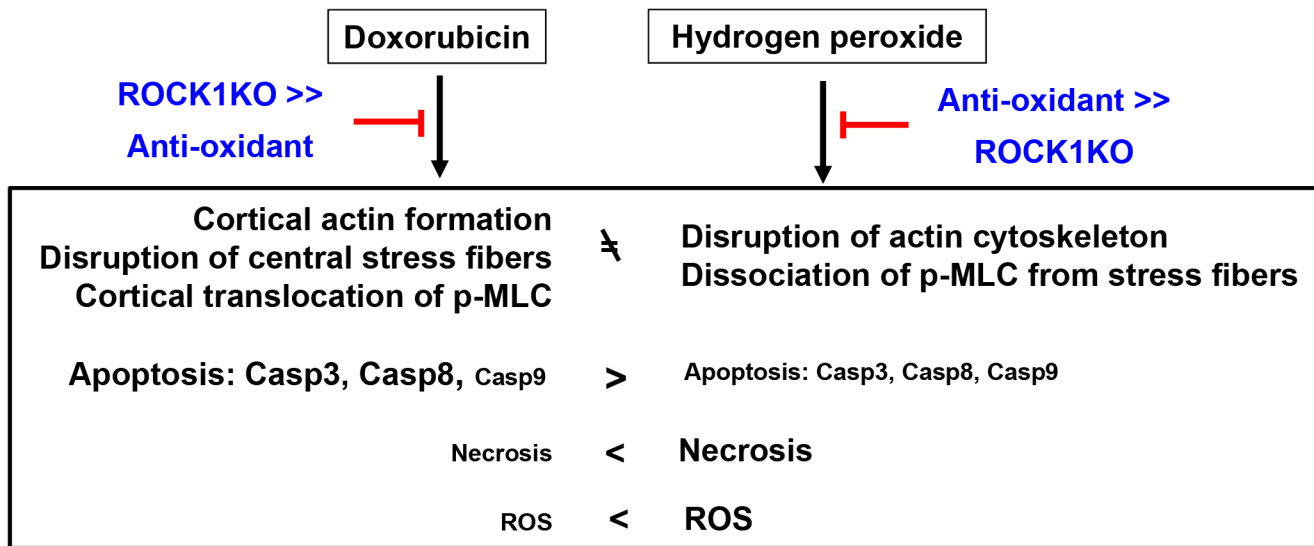 Doxorubicin
Hydrogen peroxide
ROCK1KO >>
Anti-oxidant
Anti-oxidant >>
ROCK1KO
Cortical actin formation
Disruption of central stress fibers
Cortical translocation of p-MLC
≠
Disruption of actin cytoskeleton
Dissociation of p-MLC from stress fibers
Apoptosis: Casp3, Casp8, Casp9 > Apoptosis: Casp3, Casp8, Casp9
Necrosis < Necrosis
ROS < ROS